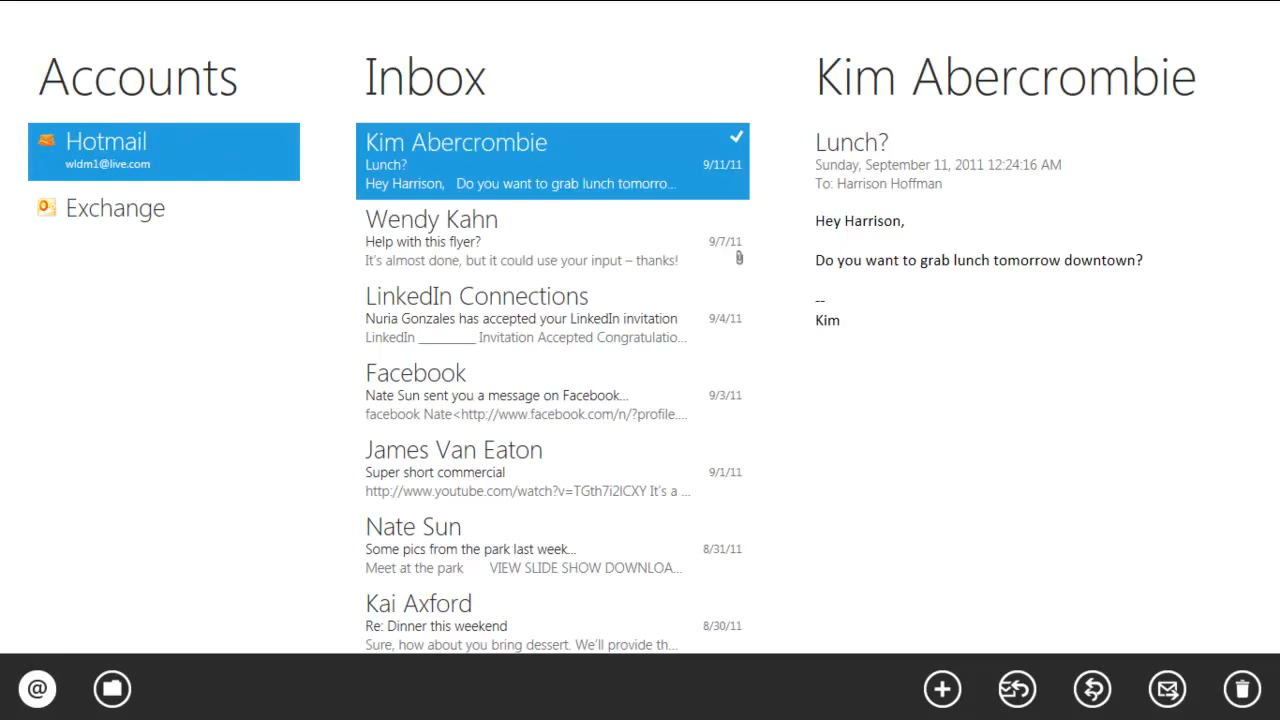 Accounts
Hotmail
wldm1@live.com
Exchange
Inbox
Kim Abercrombie
Lunch? 9/11/11
Hey Harrison, Do you want to grab lunch tomorro...
Wendy Kahn
Help with this flyer? 9/7/11
It's almost done, but it could use your input – thanks!
LinkedIn Connections
Nuria Gonzales has accepted your LinkedIn invitation 9/4/11
LinkedIn _________ Invitation Accepted Congratulatio...
Facebook
Nate Sun sent you a message on Facebook... 9/3/11
facebook Nate<http://www.facebook.com/n/?profile....
James Van Eaton
Super short commercial 9/1/11
http://www.youtube.com/watch?v=TGth7i2lCXY It's a ...
Nate Sun
Some pics from the park last week... 8/31/11
Meet at the park VIEW SLIDE SHOW DOWNLOA...
Kai Axford
Re: Dinner this weekend 8/30/11
Sure, how about you bring dessert. We'll provide th...
Kim Abercrombie
Lunch?
Sunday, September 11, 2011 12:24:16 AM
To: Harrison Hoffman
Hey Harrison,
Do you want to grab lunch tomorrow downtown?
--
Kim